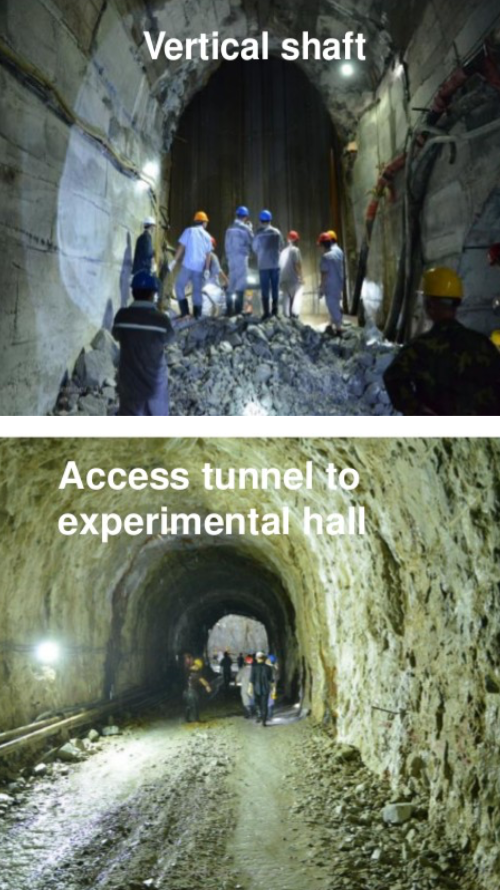 Vertical shaft
Access tunnel to
experimental hall